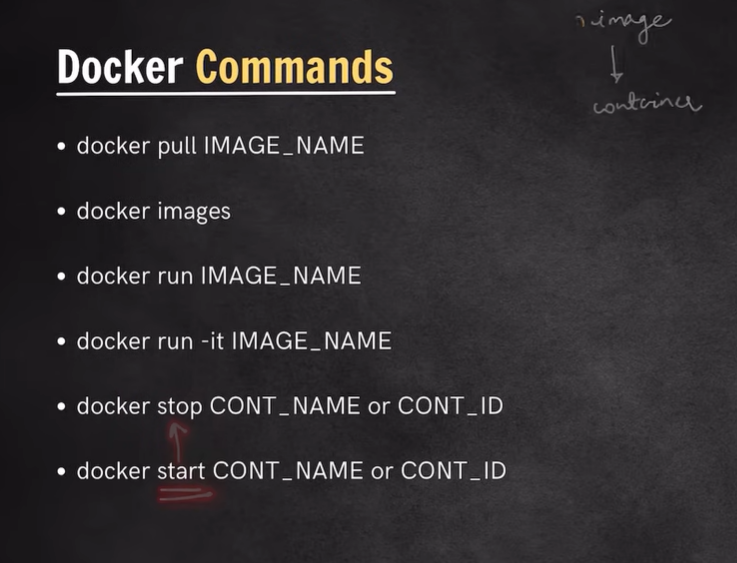 image
container
Docker Commands
• docker pull IMAGE_NAME
• docker images
• docker run IMAGE_NAME
• docker run -it IMAGE_NAME
• docker stop CONT_NAME or CONT_ID
• docker start CONT_NAME or CONT_ID